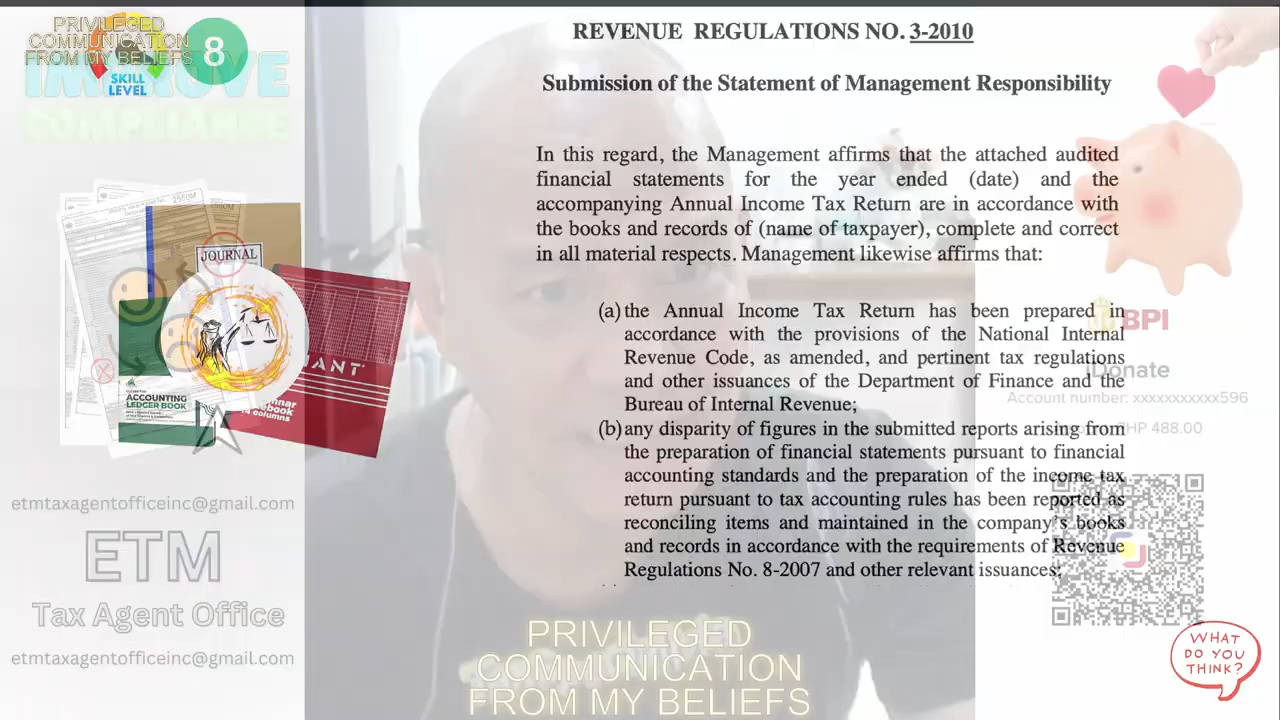 PRIVILEGED
COMMUNICATION
FROM MY BELIEFS
8
IMPROVE
SKILL
LEVEL
COMPLIANCE
2550M
JOURNAL
ACCOUNTING
LEDGER BOOK
columnar
notebook
14 columns
etmtaxagentofficeinc@gmail.com
ETM
Tax Agent Office
etmtaxagentofficeinc@gmail.com
REVENUE REGULATIONS NO. 3-2010
Submission of the Statement of Management Responsibility
In this regard, the Management affirms that the attached audited
financial statements for the year ended (date) and the
accompanying Annual Income Tax Return are in accordance with
the books and records of (name of taxpayer), complete and correct
in all material respects. Management likewise affirms that:
(a) the Annual Income Tax Return has been prepared in
accordance with the provisions of the National Internal
Revenue Code, as amended, and pertinent tax regulations
and other issuances of the Department of Finance and the
Bureau of Internal Revenue;
(b) any disparity of figures in the submitted reports arising from
the preparation of financial statements pursuant to financial
accounting standards and the preparation of the income tax
return pursuant to tax accounting rules has been reported as
reconciling items and maintained in the company's books
and records in accordance with the requirements of Revenue
Regulations No. 8-2007 and other relevant issuances;
BPI
iDonate
Account number: xxxxxxxxxxx596
PHP 488.00
PRIVILEGED
COMMUNICATION
FROM MY BELIEFS
WHAT
DO YOU
THINK?